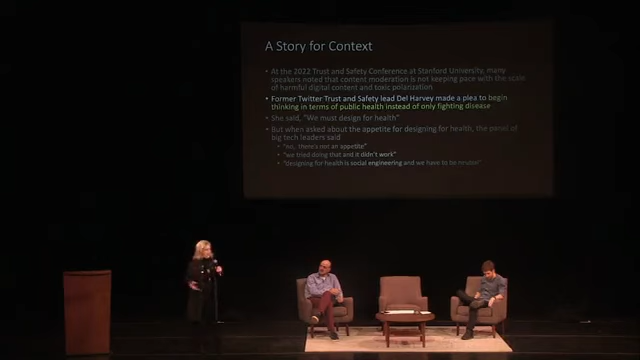 A Story for Context
At the 2022 Trust and Safety Conference at Stanford University, many
speakers noted that content moderation is not keeping pace with the scale
of harmful digital content and toxic polarization
Former Twitter Trust and Safety lead Del Harvey made a plea to begin
thinking in terms of public health instead of only fighting disease
She said, "We must design for health"
But when asked about the appetite for designing for health, the panel of
big tech leaders said
"no, there's not an appetite"
"we tried doing that and it didn't work"
"designing for health is social engineering and we have to be neutral"